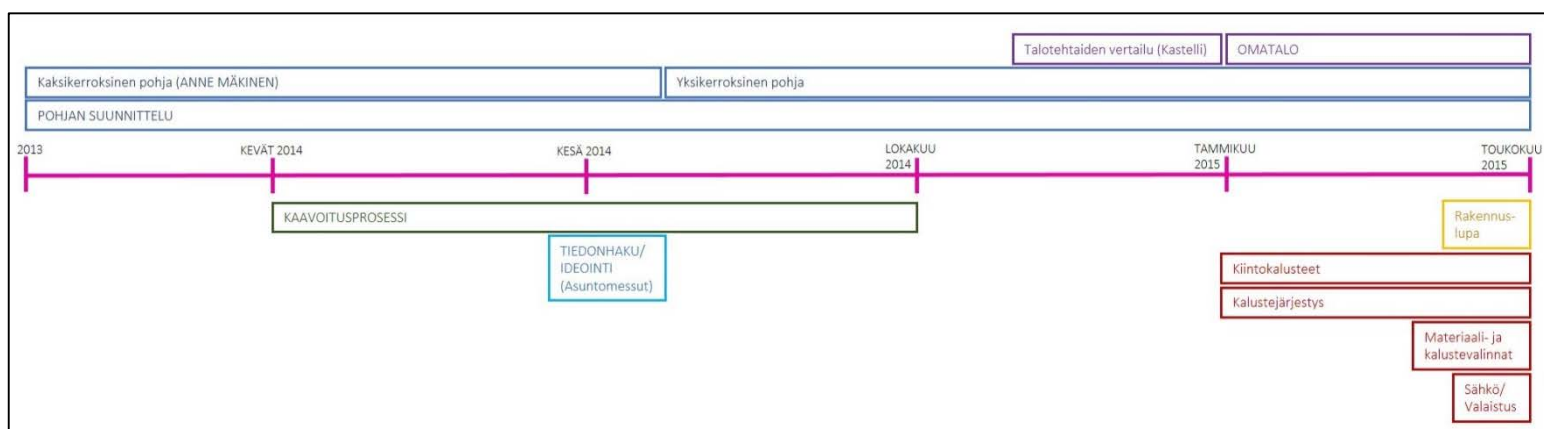 Talotehtaiden vertailu (Kastelli)
OMATALO
Kaksikerroksinen pohja (ANNE MÄKINEN)
Yksikerroksinen pohja
POHJAN SUUNNITTELU
2013
KEVÄT 2014
KESÄ 2014
LOKAKUU
2014
TAMMIKUU
2015
TOUKOKUU
2015
KAAVOITUSPROSESSI
TIEDONHAKU/
IDEOINTI
(Asuntomessut)
Rakennus-
lupa
Kiintokalusteet
Kalustejärjestys
Materiaali- ja
kalustevalinnat
Sähkö/
Valaistus